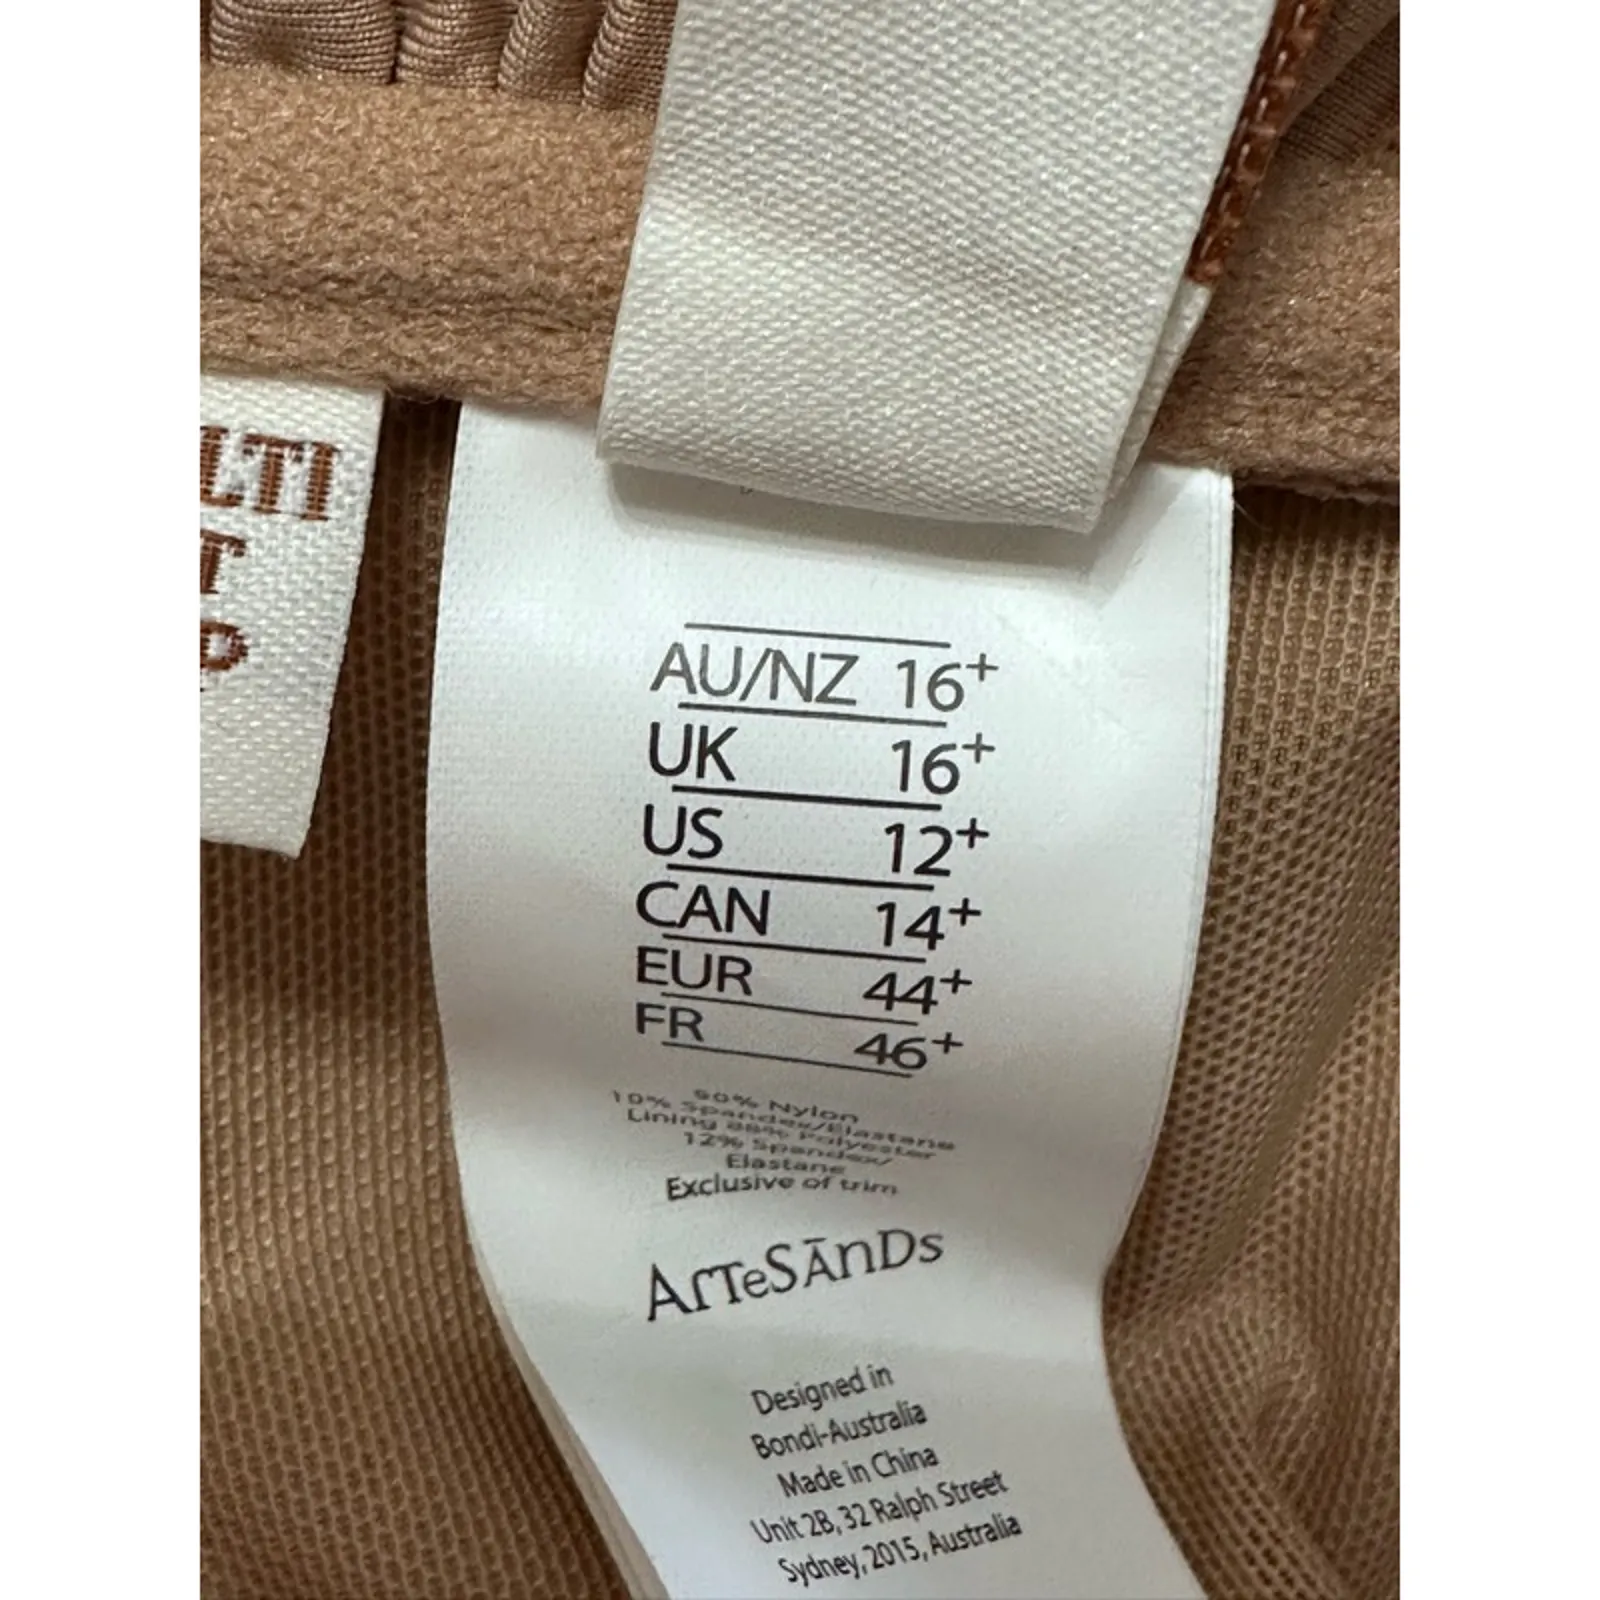 LTI
T
P
AU/NZ 16+
UK 16+
US 12+
CAN 14+
EUR 44+
FR 46+
90% Nylon
10% Spandex/Elastane
Lining 88% Polyester
12% Spandex/
Elastane
Exclusive of trim
ArTeSĀnDs
Designed in
Bondi-Australia
Made in China
Unit 2B, 32 Ralph Street
Sydney, 2015, Australia